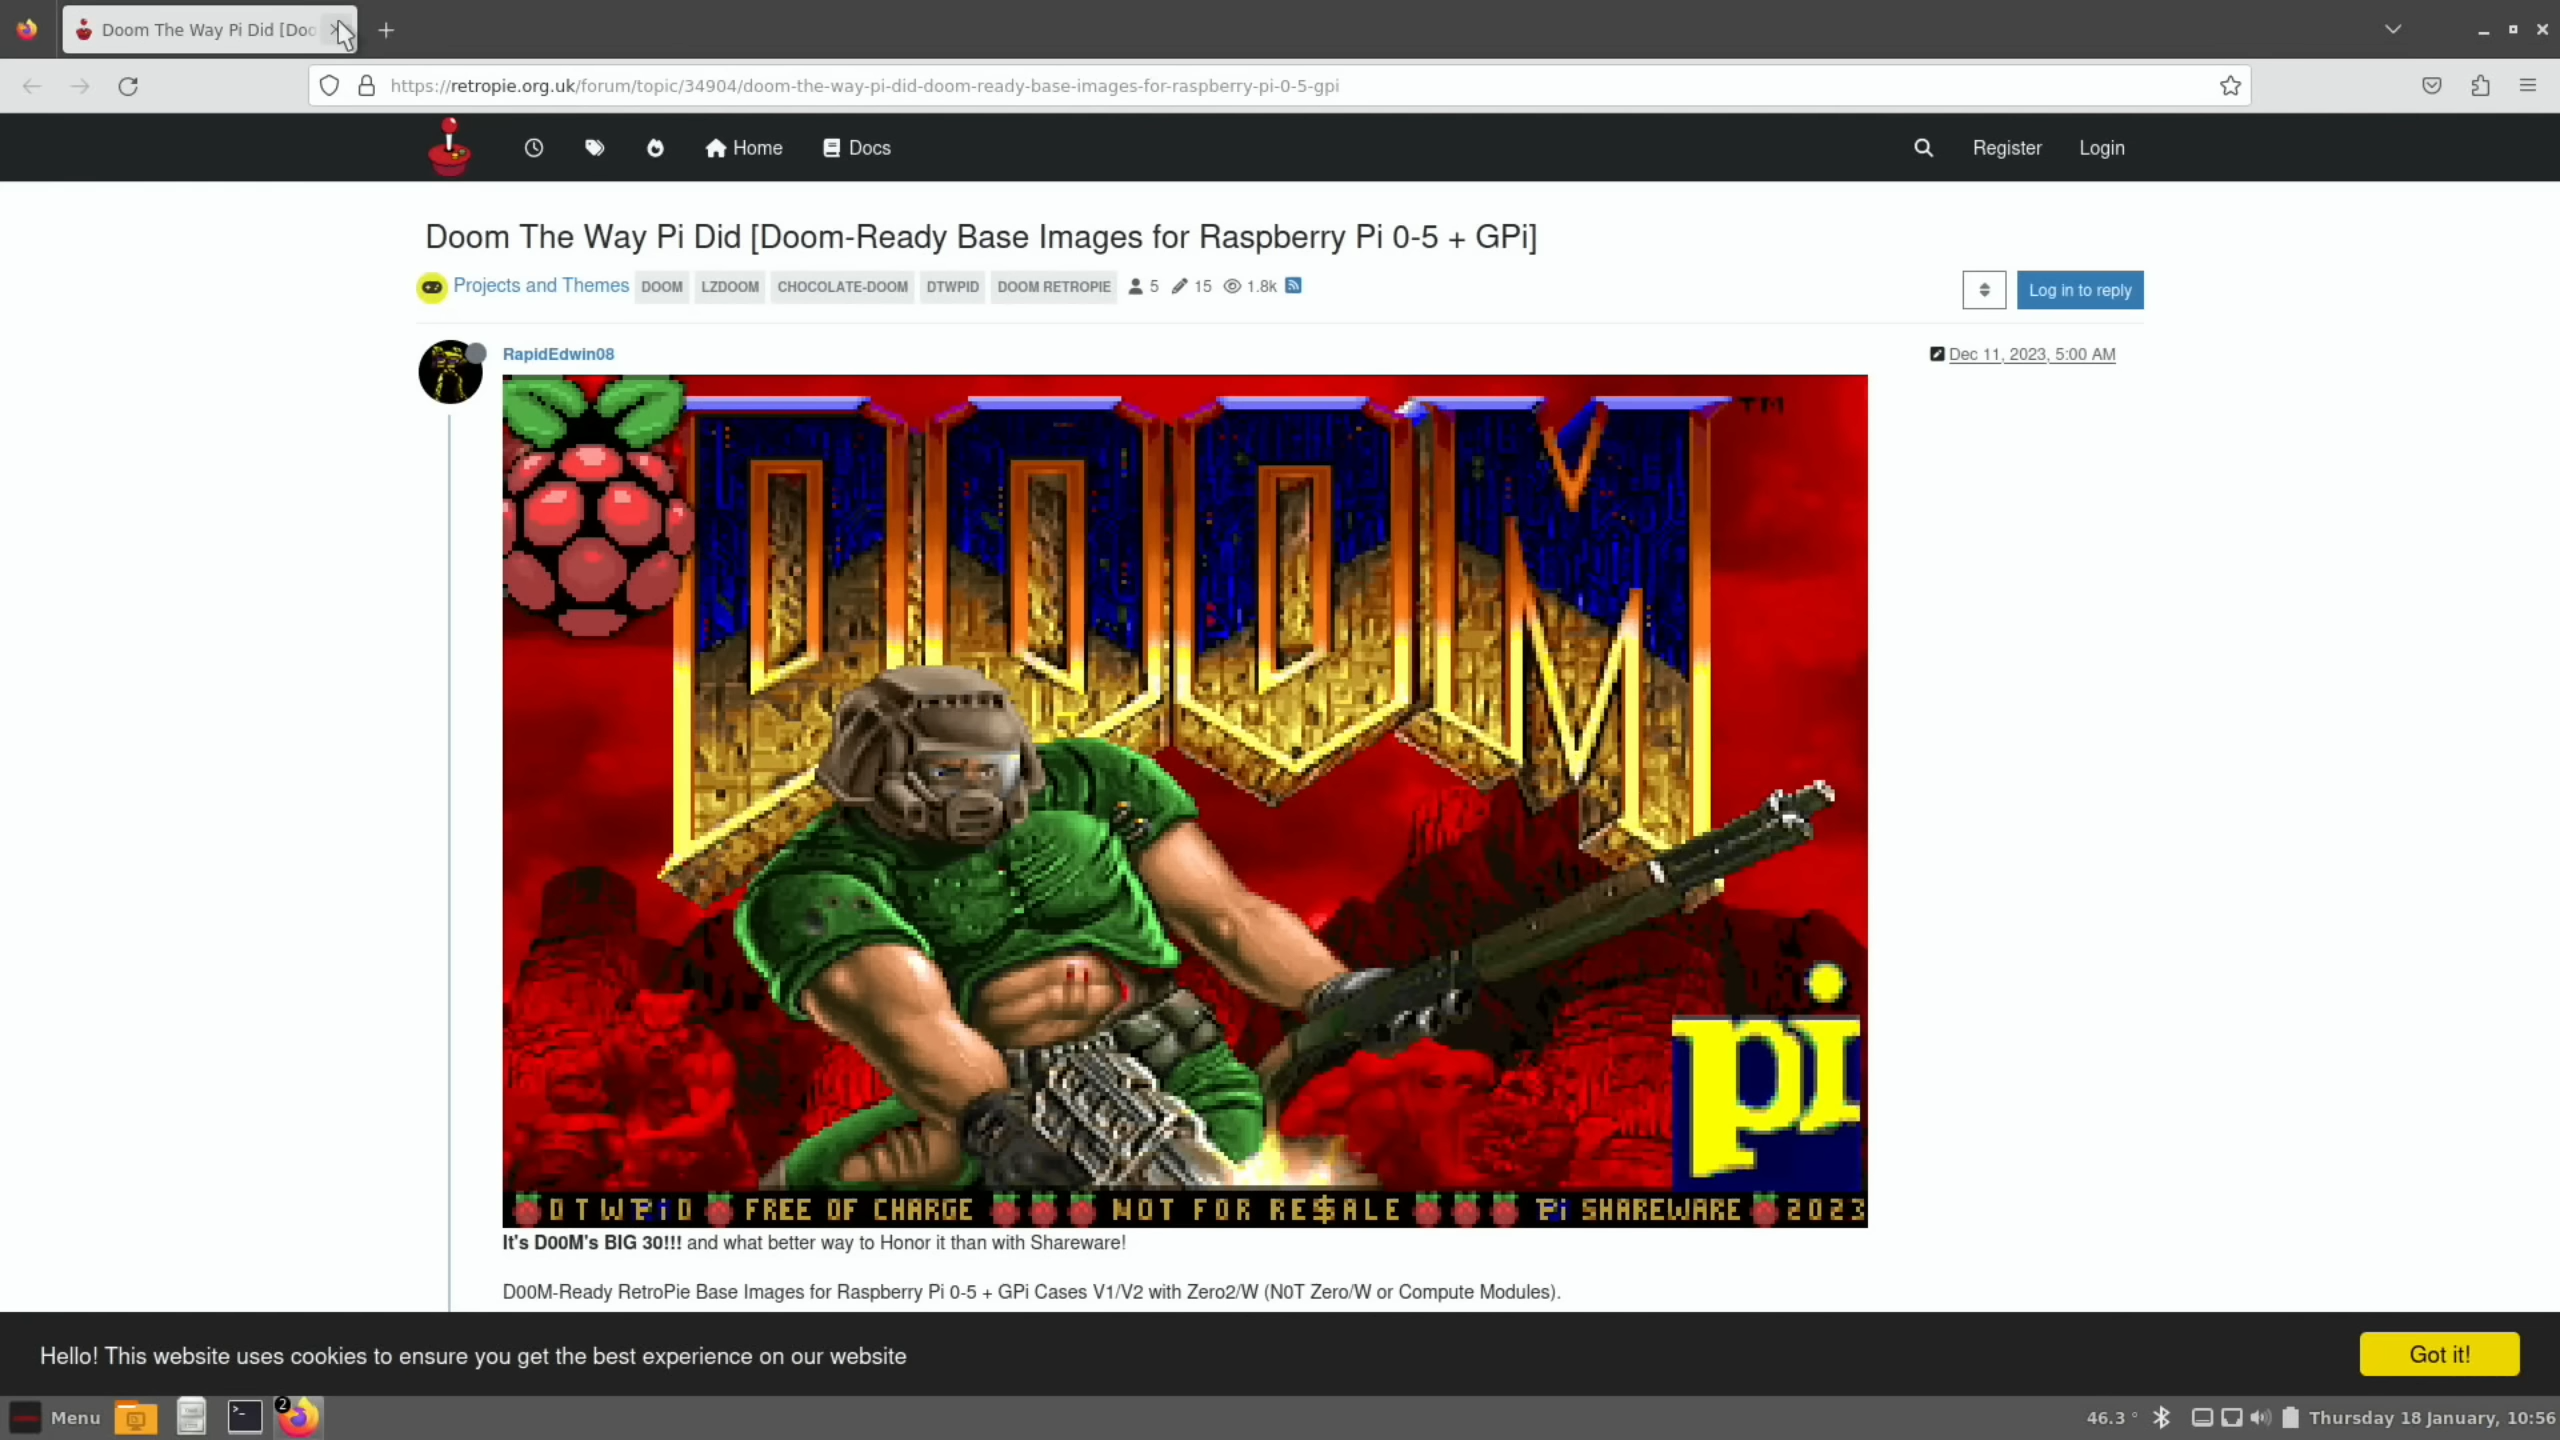 Doom The Way Pi Did [Doo
https://retropie.org.uk/forum/topic/34904/doom-the-way-pi-did-doom-ready-base-images-for-raspberry-pi-0-5-gpi
Home Docs Register Login
Doom The Way Pi Did [Doom-Ready Base Images for Raspberry Pi 0-5 + GPi]
Projects and Themes DOOM LZDOOM CHOCOLATE-DOOM DTWPID DOOM RETROPIE 5 15 1.8k Log in to reply
RapidEdwin08 Dec 11, 2023, 5:00 AM
DOOM TM
pi
DTWPiD FREE OF CHARGE NOT FOR RE$ALE Pi SHAREWARE 2023
It's D00M's BIG 30!!! and what better way to Honor it than with Shareware!
D00M-Ready RetroPie Base Images for Raspberry Pi 0-5 + GPi Cases V1/V2 with Zero2/W (N0T Zero/W or Compute Modules).
Hello! This website uses cookies to ensure you get the best experience on our website Got it!
Menu 2 46.3 ° Thursday 18 January, 10:56